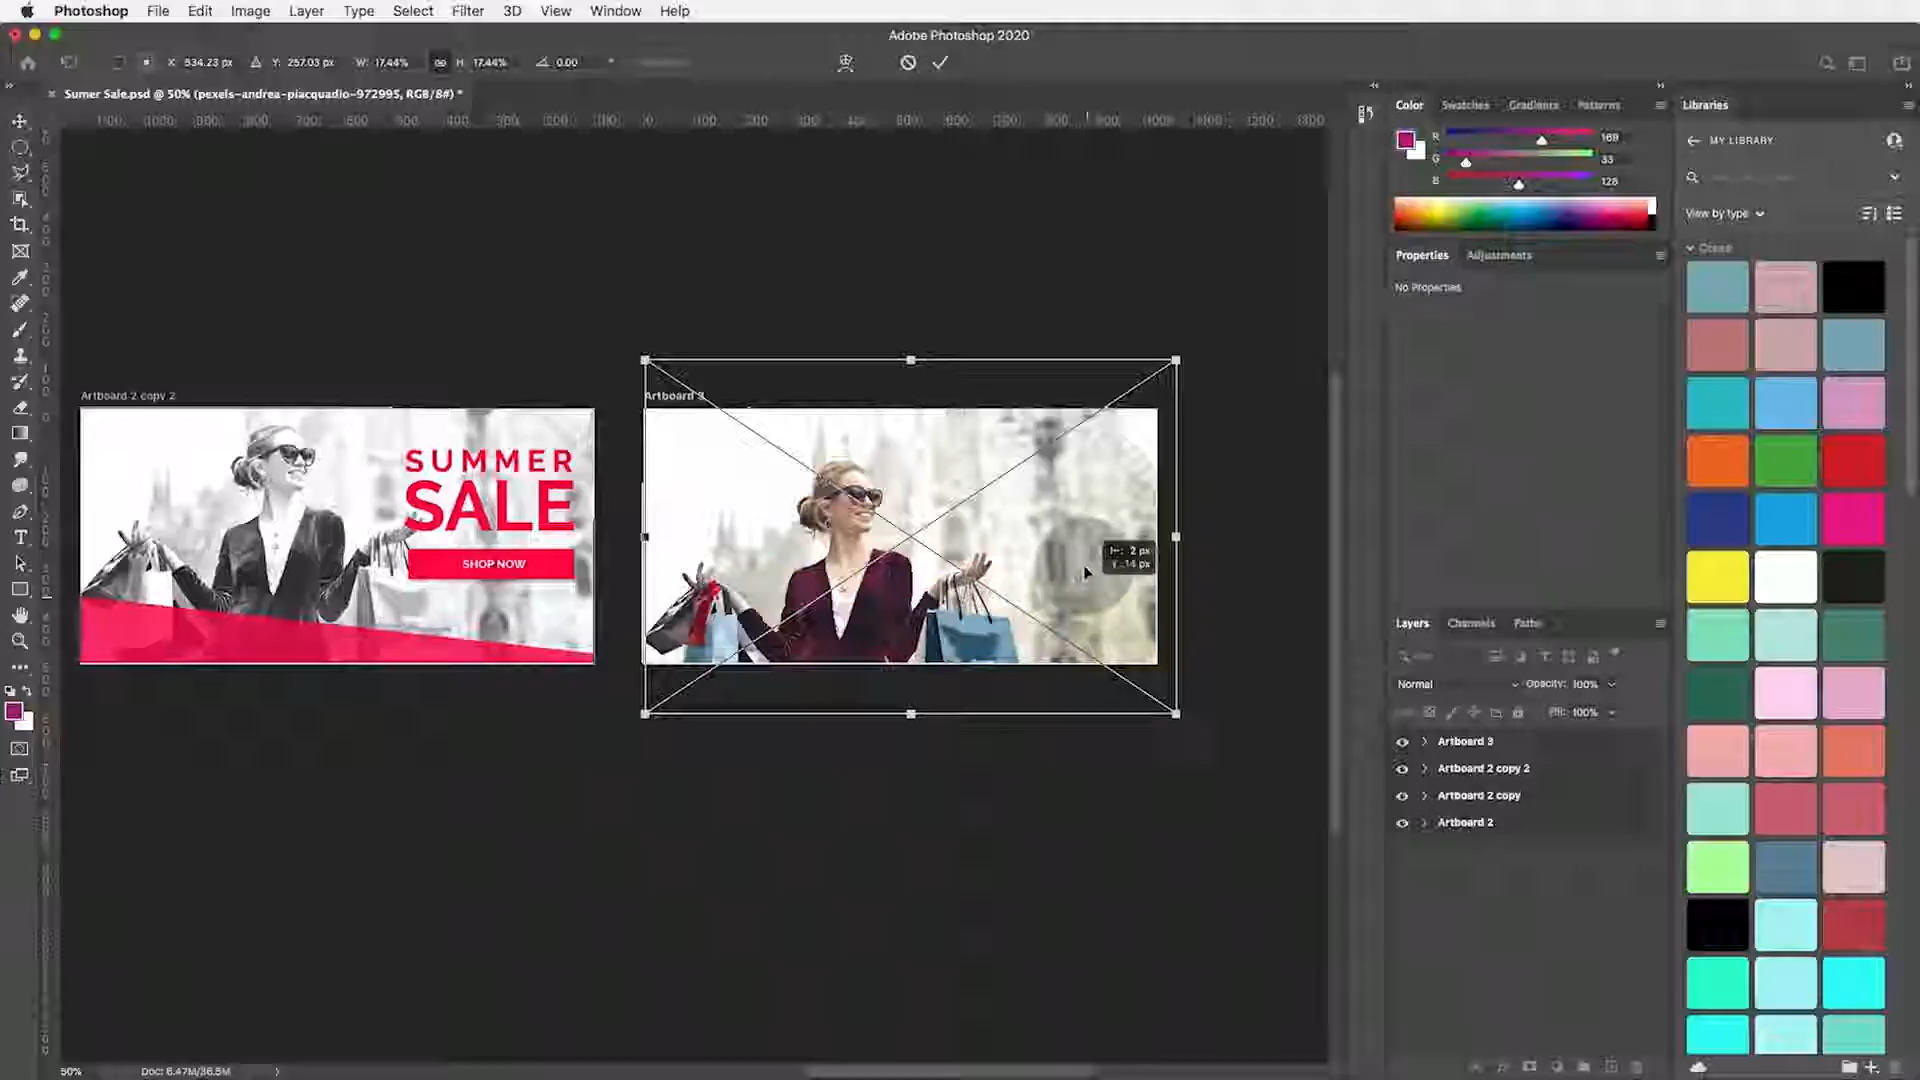 Photoshop File Edit Image Layer Type Select Filter 3D View Window Help
Adobe Photoshop 2020
X: 534.23 px Y: 257.03 px W: 17.44% H: 17.44% 0.00
Sumer Sale.psd @ 50% (pexels-andrea-piacquadio-972995, RGB/8#) *
Color Swatches Gradients Patterns
Libraries
R 169
G 33
B 128
MY LIBRARY
View by type
Properties Adjustments
No Properties
Artboard 2 copy 2
Artboard 3
SUMMER
SALE
SHOP NOW
2 px
14 px
Layers Channels Paths
Normal Opacity: 100%
Fill: 100%
Artboard 3
Artboard 2 copy 2
Artboard 2 copy
Artboard 2
50% Doc: 6.47M/36.5M